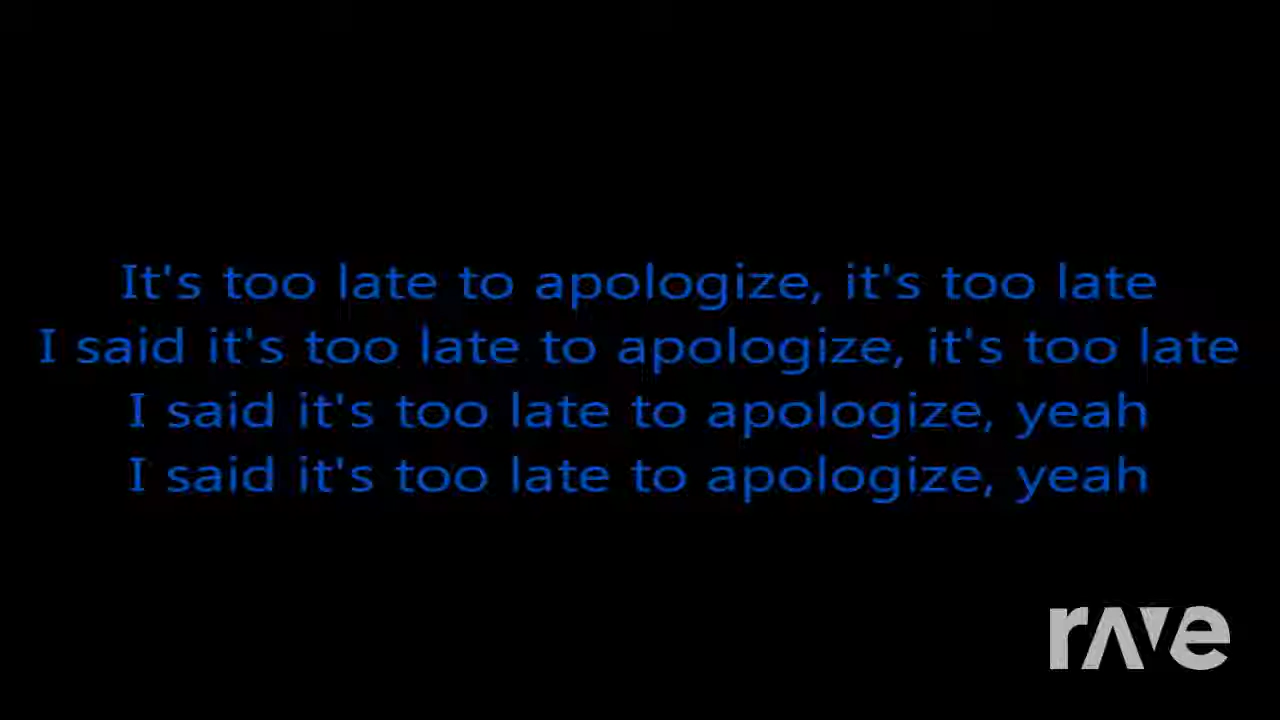 It's too late to apologize, it's too late
I said it's too late to apologize, it's too late
I said it's too late to apologize, yeah
I said it's too late to apologize, yeah
rave